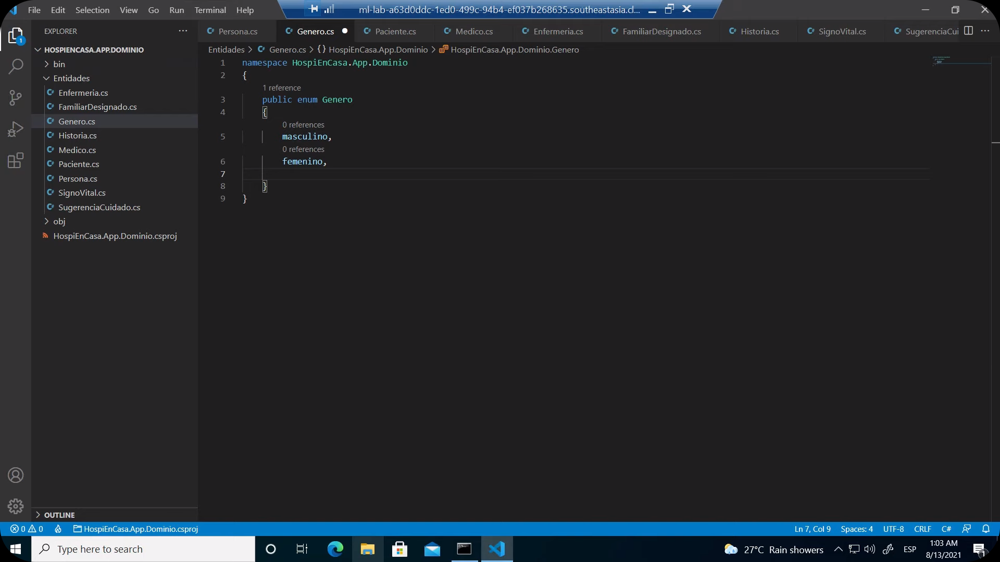 File Edit Selection View Go Run Terminal Help
ml-lab-a63d0ddc-1ed0-499c-94b4-ef037b268635.southeastasia.cl...
EXPLORER
Persona.cs
Genero.cs
Paciente.cs
Medico.cs
Enfermeria.cs
FamiliarDesignado.cs
Historia.cs
SignoVital.cs
SugerenciaCui
HOSPIENCASA.APP.DOMINIO
bin
Entidades
Enfermeria.cs
FamiliarDesignado.cs
Genero.cs
Historia.cs
Medico.cs
Paciente.cs
Persona.cs
SignoVital.cs
SugerenciaCuidado.cs
obj
HospiEnCasa.App.Dominio.csproj
OUTLINE
Entidades > C# Genero.cs > {} HospiEnCasa.App.Dominio > HospiEnCasa.App.Dominio.Genero
1 namespace HospiEnCasa.App.Dominio
2 {
1 reference
3 public enum Genero
4 {
0 references
5 masculino,
0 references
6 femenino,
7
8 }
9 }
0 0 HospiEnCasa.App.Dominio.csproj
Ln 7, Col 9 Spaces: 4 UTF-8 CRLF C#
Type here to search
27°C Rain showers
ESP
1:03 AM
8/13/2021
1